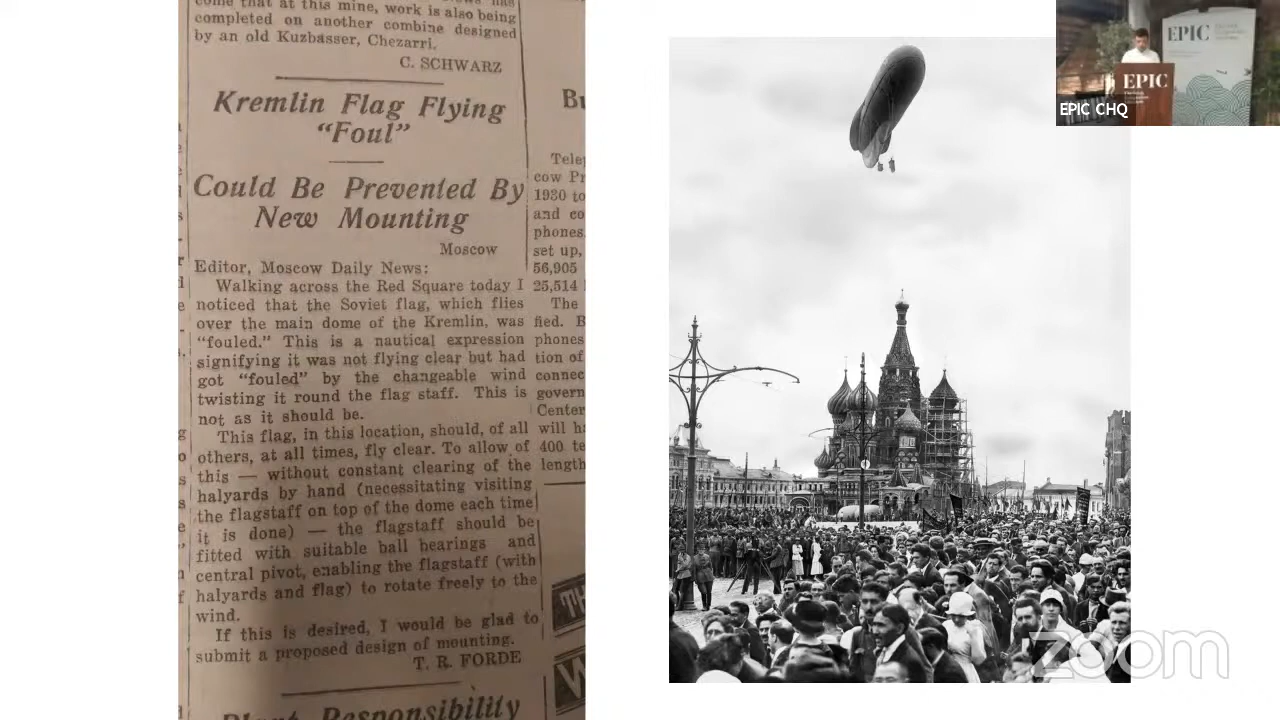 come that at this mine, work is also being
completed on another combine designed
by an old Kuzbasser, Chezarri.
C. SCHWARZ
Kremlin Flag Flying
"Foul"
Could Be Prevented By
New Mounting
Moscow
Editor, Moscow Daily News:
Walking across the Red Square today I
noticed that the Soviet flag, which flies
over the main dome of the Kremlin, was
"fouled." This is a nautical expression
signifying it was not flying clear but had
got "fouled" by the changeable wind
twisting it round the flag staff. This is
not as it should be.
This flag, in this location, should, of all
others, at all times, fly clear. To allow of
this — without constant clearing of the
halyards by hand (necessitating visiting
the flagstaff on top of the dome each time
it is done) — the flagstaff should be
fitted with suitable ball bearings and
central pivot, enabling the flagstaff (with
halyards and flag) to rotate freely to the
wind.
If this is desired, I would be glad to
submit a proposed design of mounting.
T. R. FORDE
Plant Responsibility
Bu
Telep
cow Pr
1930 to
and co
phones.
set up,
56,905
25,514
The
fied. B
phones
tion of
connec
govern
Center
will ha
400 te
length
TH
W
EPIC
EPIC
EPIC CHQ
zoom